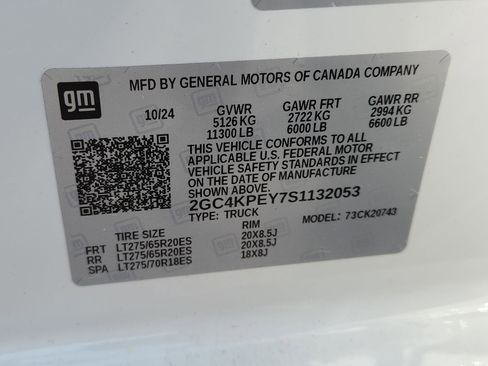 gm
MFD BY GENERAL MOTORS OF CANADA COMPANY
10/24 GVWR GAWR FRT GAWR RR
5126 KG 2722 KG 2994 KG
11300 LB 6000 LB 6600 LB
THIS VEHICLE CONFORMS TO ALL
APPLICABLE U.S. FEDERAL MOTOR
VEHICLE SAFETY STANDARDS IN EFFECT
ON THE DATE OF MANUFACTURE
SHOWN ABOVE.
2GC4KPEY7S1132053
TYPE: TRUCK MODEL: 73CK20743
TIRE SIZE RIM
FRT LT275/65R20ES 20X8.5J
RR LT275/65R20ES 20X8.5J
SPA LT275/70R18ES 18X8J